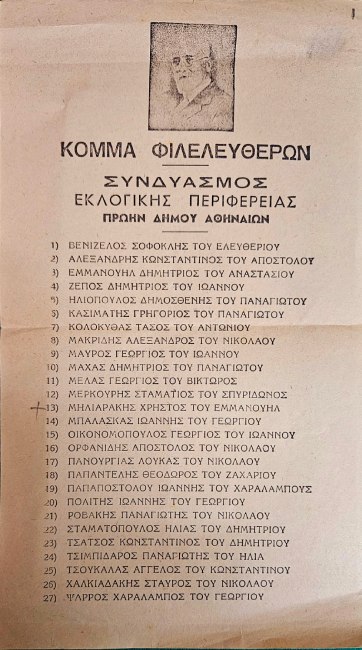 ΚΟΜΜΑ ΦΙΛΕΛΕΥΘΕΡΩΝ
ΣΥΝΔΥΑΣΜΟΣ
ΕΚΛΟΓΙΚΗΣ ΠΕΡΙΦΕΡΕΙΑΣ
ΠΡΩΗΝ ΔΗΜΟΥ ΑΘΗΝΑΙΩΝ
1) ΒΕΝΙΖΕΛΟΣ ΣΟΦΟΚΛΗΣ ΤΟΥ ΕΛΕΥΘΕΡΙΟΥ
2) ΑΛΕΞΑΝΔΡΗΣ ΚΩΝΣΤΑΝΤΙΝΟΣ ΤΟΥ ΑΠΟΣΤΟΛΟΥ
3) ΕΜΜΑΝΟΥΗΛ ΔΗΜΗΤΡΙΟΣ ΤΟΥ ΑΝΑΣΤΑΣΙΟΥ
4) ΖΕΠΟΣ ΔΗΜΗΤΡΙΟΣ ΤΟΥ ΙΩΑΝΝΟΥ
5) ΗΛΙΟΠΟΥΛΟΣ ΔΗΜΟΣΘΕΝΗΣ ΤΟΥ ΠΑΝΑΓΙΩΤΟΥ
6) ΚΑΣΙΜΑΤΗΣ ΓΡΗΓΟΡΙΟΣ ΤΟΥ ΠΑΝΑΓΙΩΤΟΥ
7) ΚΟΛΟΚΥΘΑΣ ΤΑΣΟΣ ΤΟΥ ΑΝΤΩΝΙΟΥ
8) ΜΑΚΡΙΔΗΣ ΑΛΕΞΑΝΔΡΟΣ ΤΟΥ ΝΙΚΟΛΑΟΥ
9) ΜΑΥΡΟΣ ΓΕΩΡΓΙΟΣ ΤΟΥ ΙΩΑΝΝΟΥ
10) ΜΑΧΑΣ ΔΗΜΗΤΡΙΟΣ ΤΟΥ ΠΑΝΑΓΙΩΤΟΥ
11) ΜΕΛΑΣ ΓΕΩΡΓΙΟΣ ΤΟΥ ΒΙΚΤΩΡΟΣ
12) ΜΕΡΚΟΥΡΗΣ ΣΤΑΜΑΤΙΟΣ ΤΟΥ ΣΠΥΡΙΔΩΝΟΣ
13) ΜΗΛΙΑΡΑΚΗΣ ΧΡΗΣΤΟΣ ΤΟΥ ΕΜΜΑΝΟΥΗΛ
14) ΜΠΑΛΑΣΚΑΣ ΙΩΑΝΝΗΣ ΤΟΥ ΓΕΩΡΓΙΟΥ
15) ΟΙΚΟΝΟΜΟΠΟΥΛΟΣ ΓΕΩΡΓΙΟΣ ΤΟΥ ΙΩΑΝΝΟΥ
16) ΟΡΦΑΝΙΔΗΣ ΑΠΟΣΤΟΛΟΣ ΤΟΥ ΝΙΚΟΛΑΟΥ
17) ΠΑΝΟΥΡΓΙΑΣ ΛΟΥΚΑΣ ΤΟΥ ΝΙΚΟΛΑΟΥ
18) ΠΑΠΑΝΤΕΛΗΣ ΘΕΟΔΩΡΟΣ ΤΟΥ ΖΑΧΑΡΙΟΥ
19) ΠΑΠΑΠΟΣΤΟΛΟΥ ΙΩΑΝΝΗΣ ΤΟΥ ΧΑΡΑΛΑΜΠΟΥΣ
20) ΠΟΛΙΤΗΣ ΙΩΑΝΝΗΣ ΤΟΥ ΓΕΩΡΓΙΟΥ
21) ΡΟΒΑΚΗΣ ΠΑΝΑΓΙΩΤΗΣ ΤΟΥ ΝΙΚΟΛΑΟΥ
22) ΣΤΑΜΑΤΟΠΟΥΛΟΣ ΗΛΙΑΣ ΤΟΥ ΔΗΜΗΤΡΙΟΥ
23) ΤΣΑΤΣΟΣ ΚΩΝΣΤΑΝΤΙΝΟΣ ΤΟΥ ΔΗΜΗΤΡΙΟΥ
24) ΤΣΙΜΠΙΔΑΡΟΣ ΠΑΝΑΓΙΩΤΗΣ ΤΟΥ ΗΛΙΑ
25) ΤΣΟΥΚΑΛΑΣ ΑΓΓΕΛΟΣ ΤΟΥ ΚΩΝΣΤΑΝΤΙΝΟΥ
26) ΧΑΛΚΙΑΔΑΚΗΣ ΣΤΑΥΡΟΣ ΤΟΥ ΝΙΚΟΛΑΟΥ
27) ΨΑΡΡΟΣ ΧΑΡΑΛΑΜΠΟΣ ΤΟΥ ΓΕΩΡΓΙΟΥ